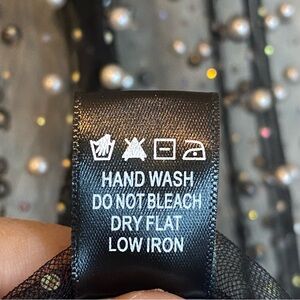 HAND WASH
DO NOT BLEACH
DRY FLAT
LOW IRON